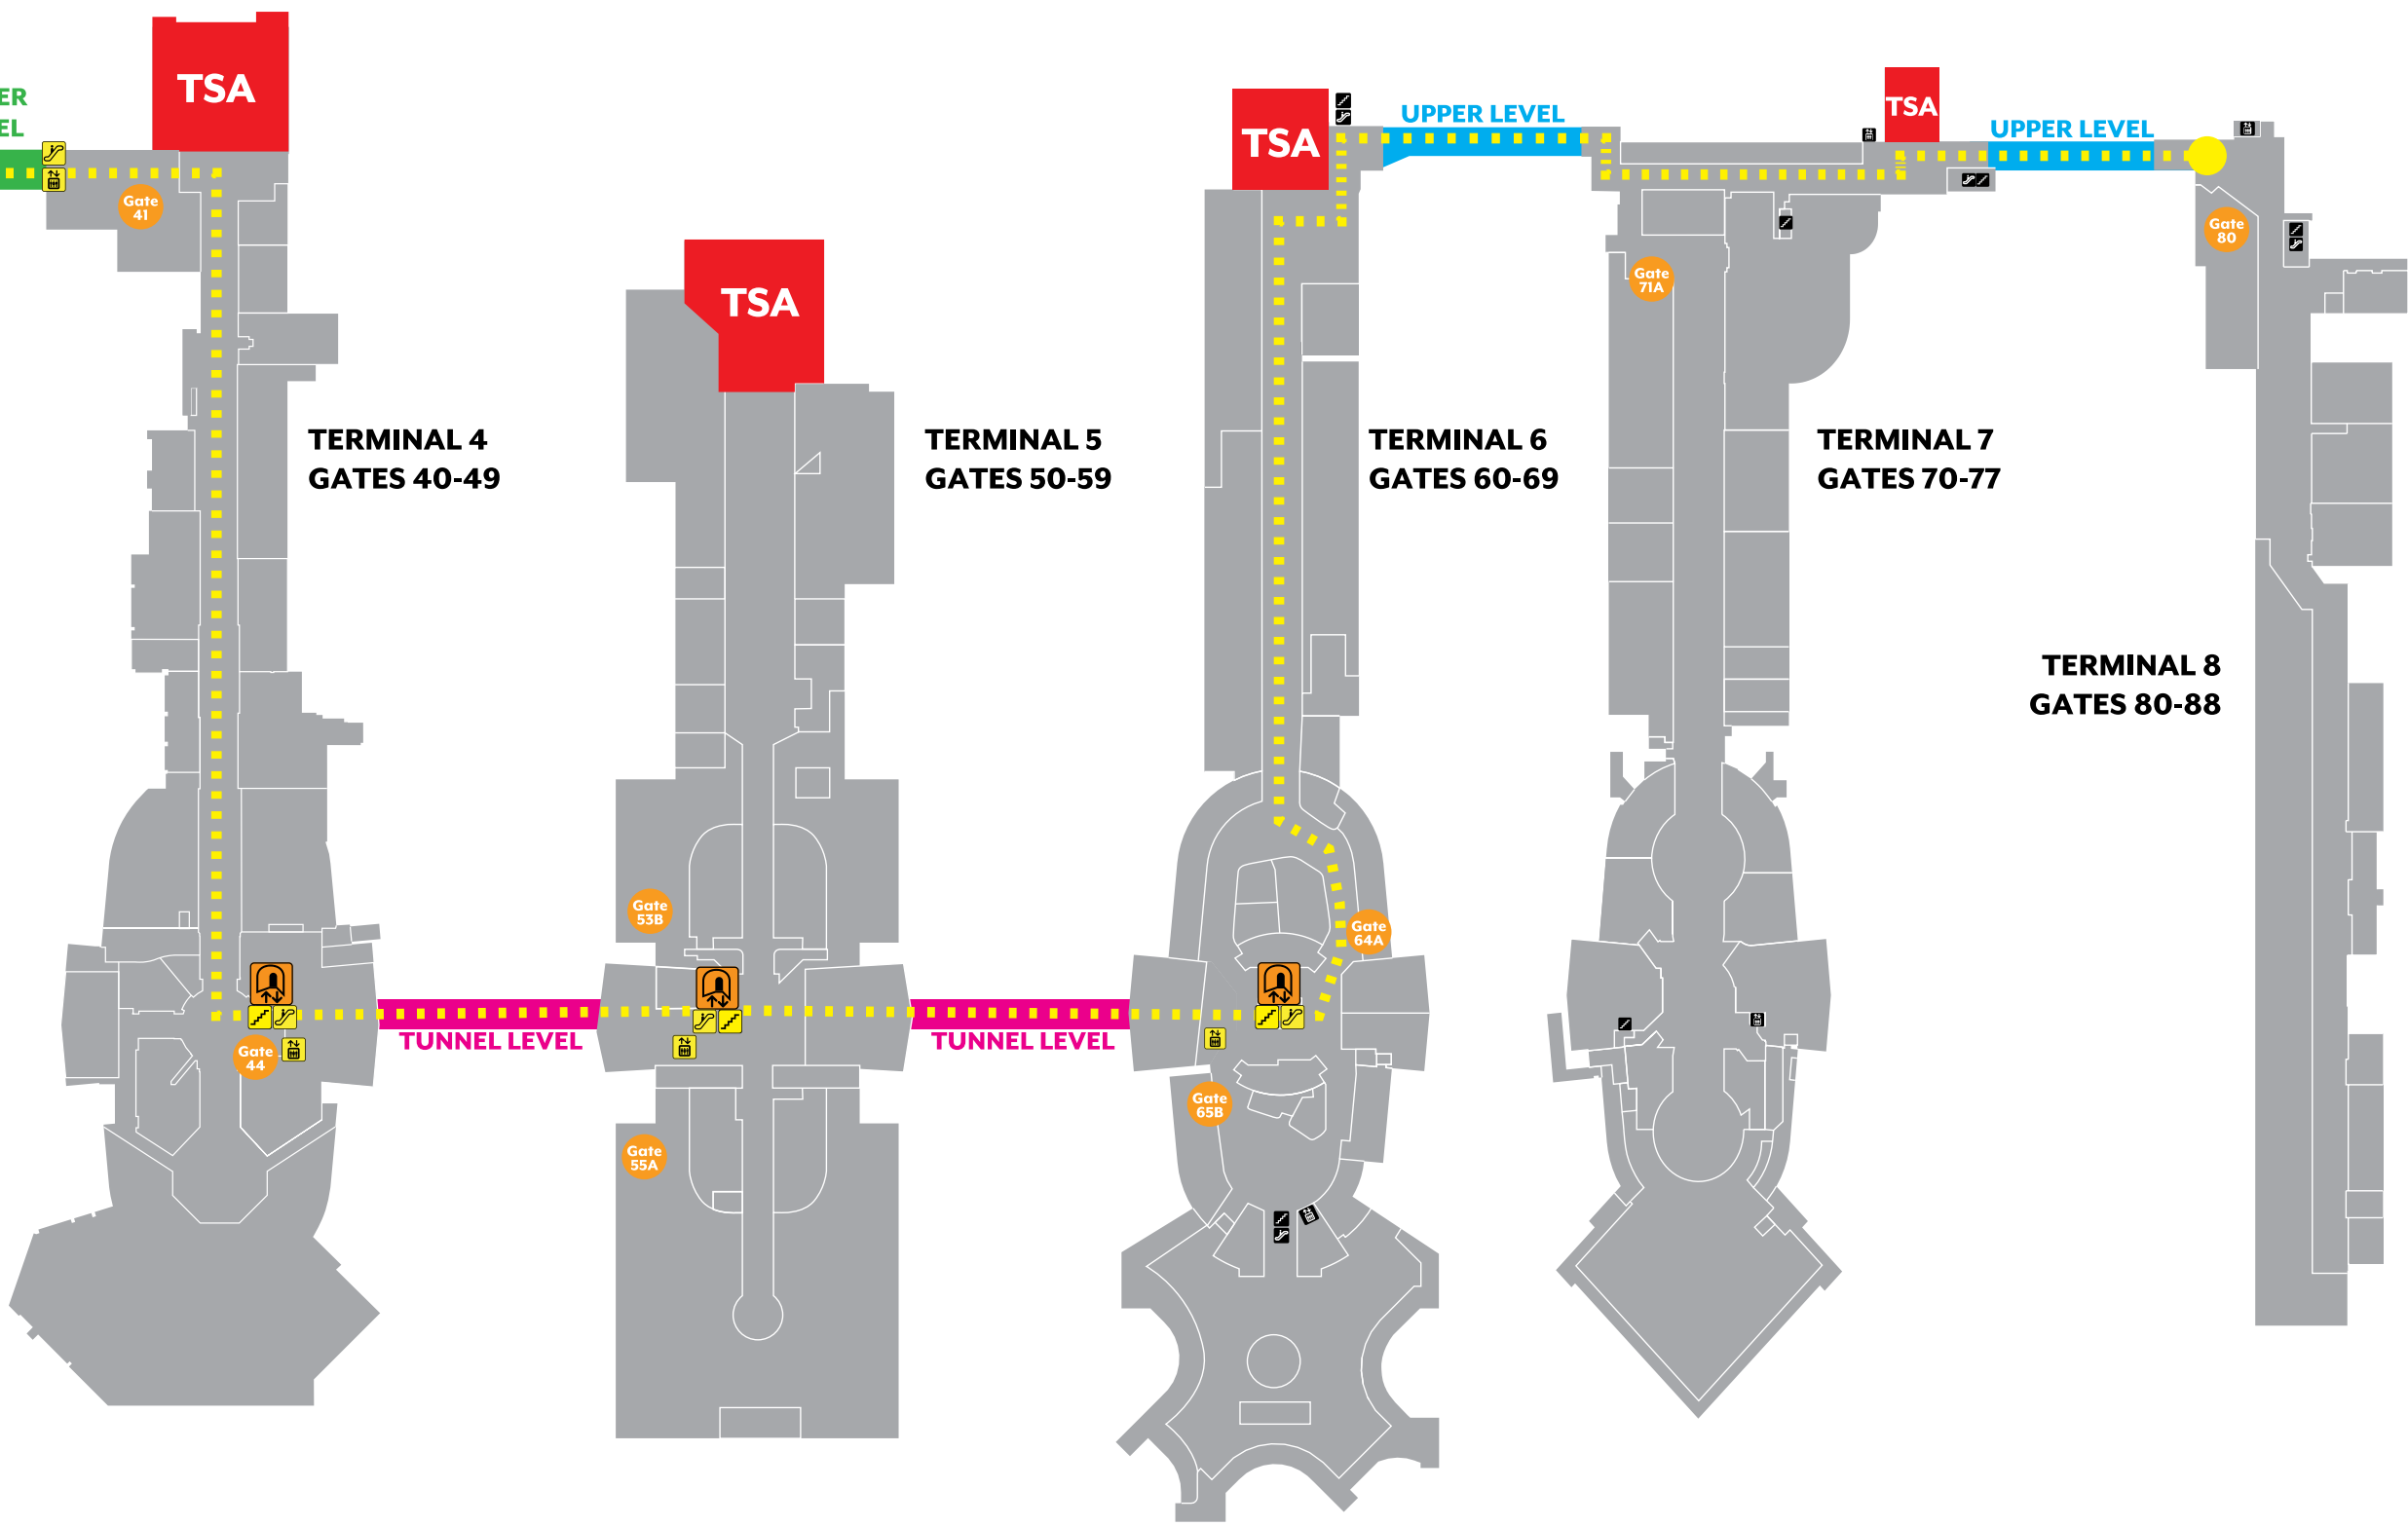 TSA
ER
EL
Gate
41
TERMINAL 4
GATES 40-49
Gate
44
TUNNEL LEVEL
TSA
TERMINAL 5
GATES 50-59
Gate
53B
Gate
55A
TUNNEL LEVEL
TSA
UPPER LEVEL
TERMINAL 6
GATES 60-69
Gate
64A
Gate
65B
TSA
UPPER LEVEL
Gate
71A
TERMINAL 7
GATES 70-77
Gate
80
TERMINAL 8
GATES 80-88